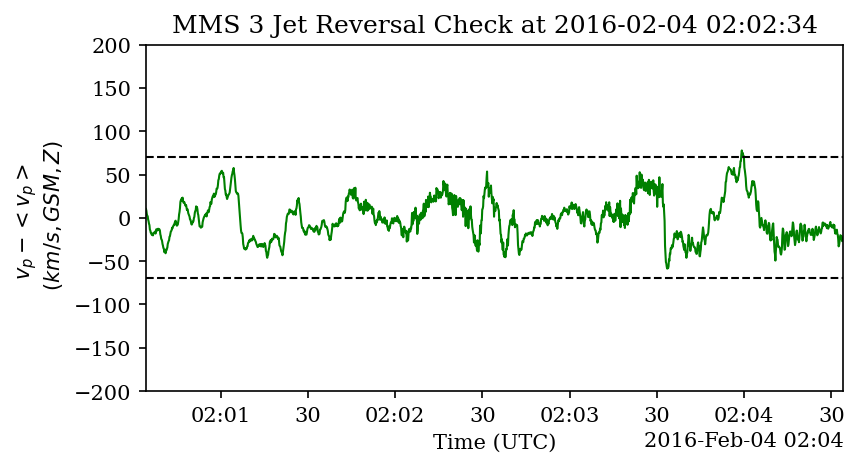 MMS 3 Jet Reversal Check at 2016-02-04 02:02:34
200
150
100
50
0
−50
−100
−150
−200
v_p − < v_p >
(km/s, GSM, Z)
02:01 30 02:02 30 02:03 30 02:04 30
Time (UTC)
2016-Feb-04 02:04